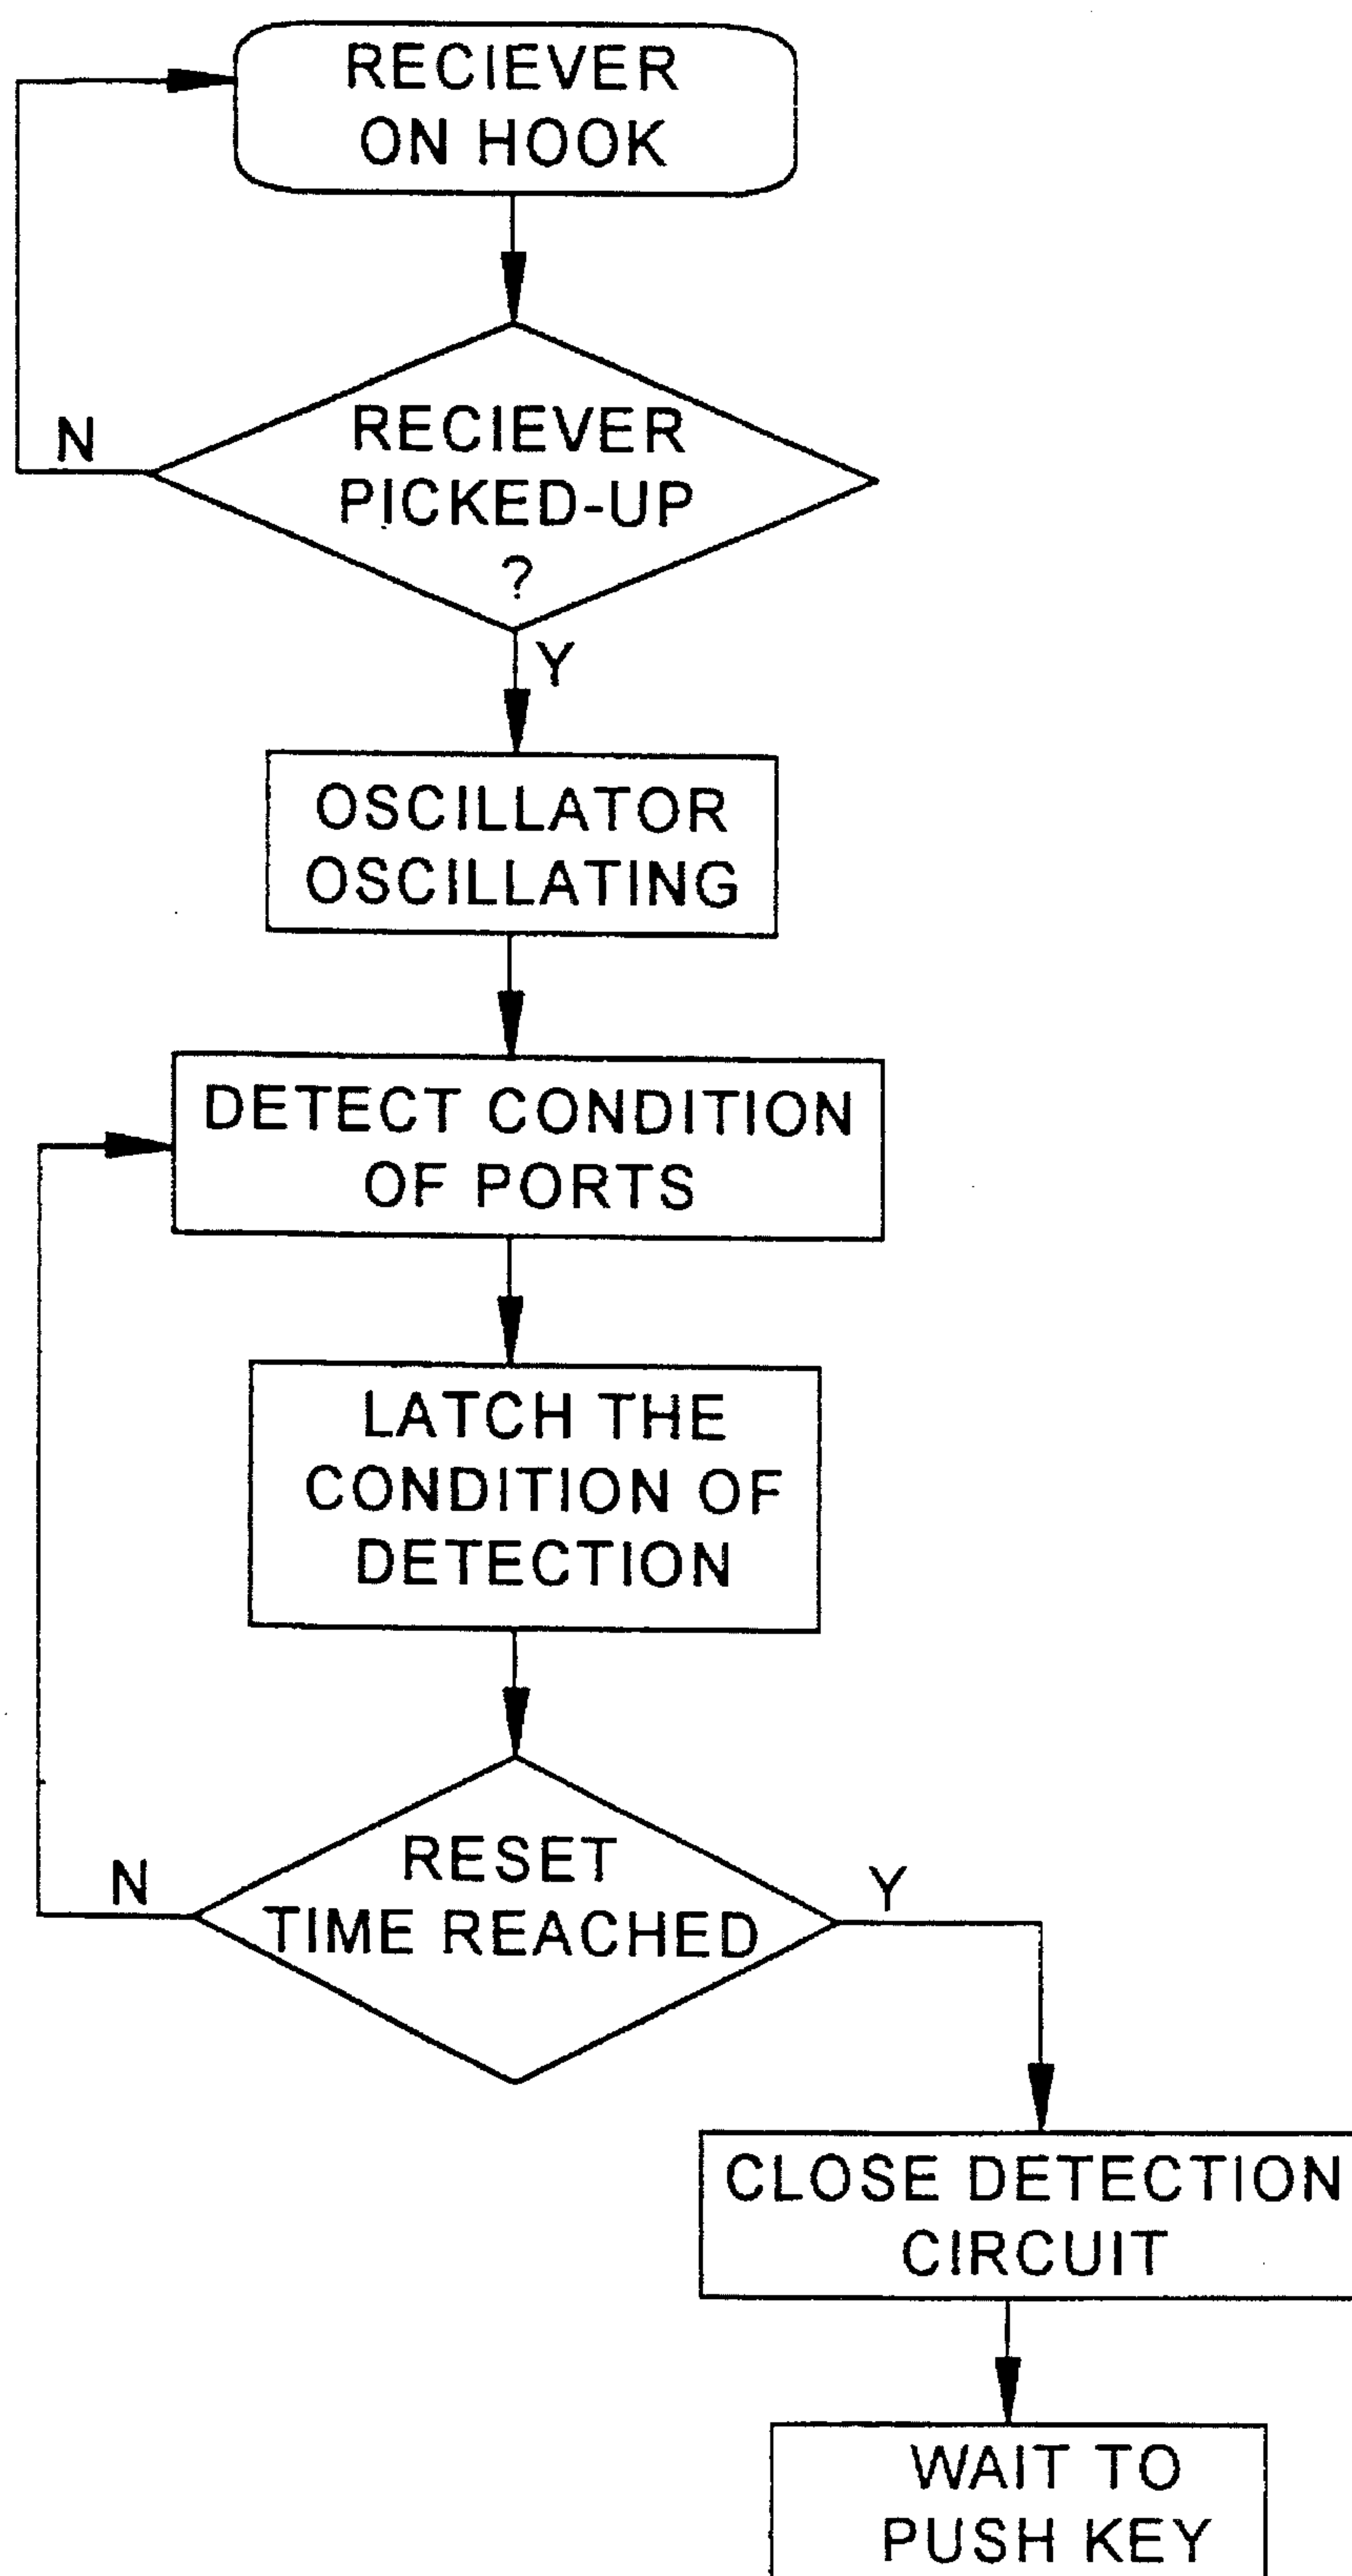 RECIEVER
ON HOOK
N
RECIEVER
PICKED-UP
?
Y
OSCILLATOR
OSCILLATING
DETECT CONDITION
OF PORTS
LATCH THE
CONDITION OF
DETECTION
RESET
TIME REACHED
N
Y
CLOSE DETECTION
CIRCUIT
WAIT TO
PUSH KEY